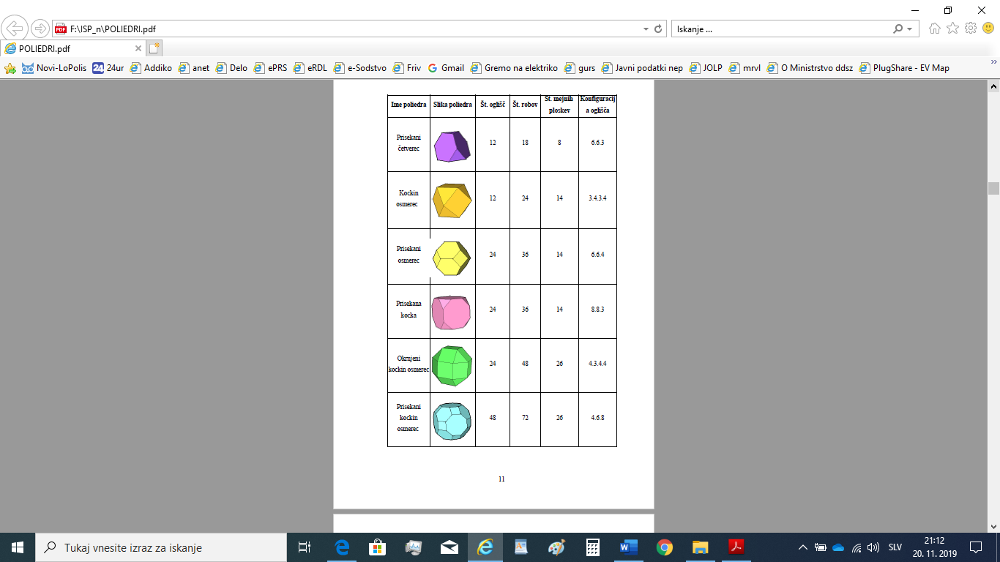 F:\ISP_n\POLIEDRI.pdf
Iskanje ...
POLIEDRI.pdf
Novi-LoPolis 24ur Addiko anet Delo ePRS eRDL e-Sodstvo Friv Gmail Gremo na elektriko gurs Javni podatki nep JOLP mrvl O Ministrstvo ddsz PlugShare - EV Map
Ime poliedra Slika poliedra Št. oglišč Št. robov Št. mejnih ploskev Konfiguracij a oglišča
Prisekani
četverec
12 18 8 6.6.3
Kockin
osmerec
12 24 14 3.4.3.4
Prisekani
osmerec
24 36 14 6.6.4
Prisekana
kocka
24 36 14 8.8.3
Okrnjeni
kockin osmerec
24 48 26 4.3.4.4
Prisekani
kockin
osmerec
48 72 26 4.6.8
11
Tukaj vnesite izraz za iskanje
SLV
21:12
20. 11. 2019